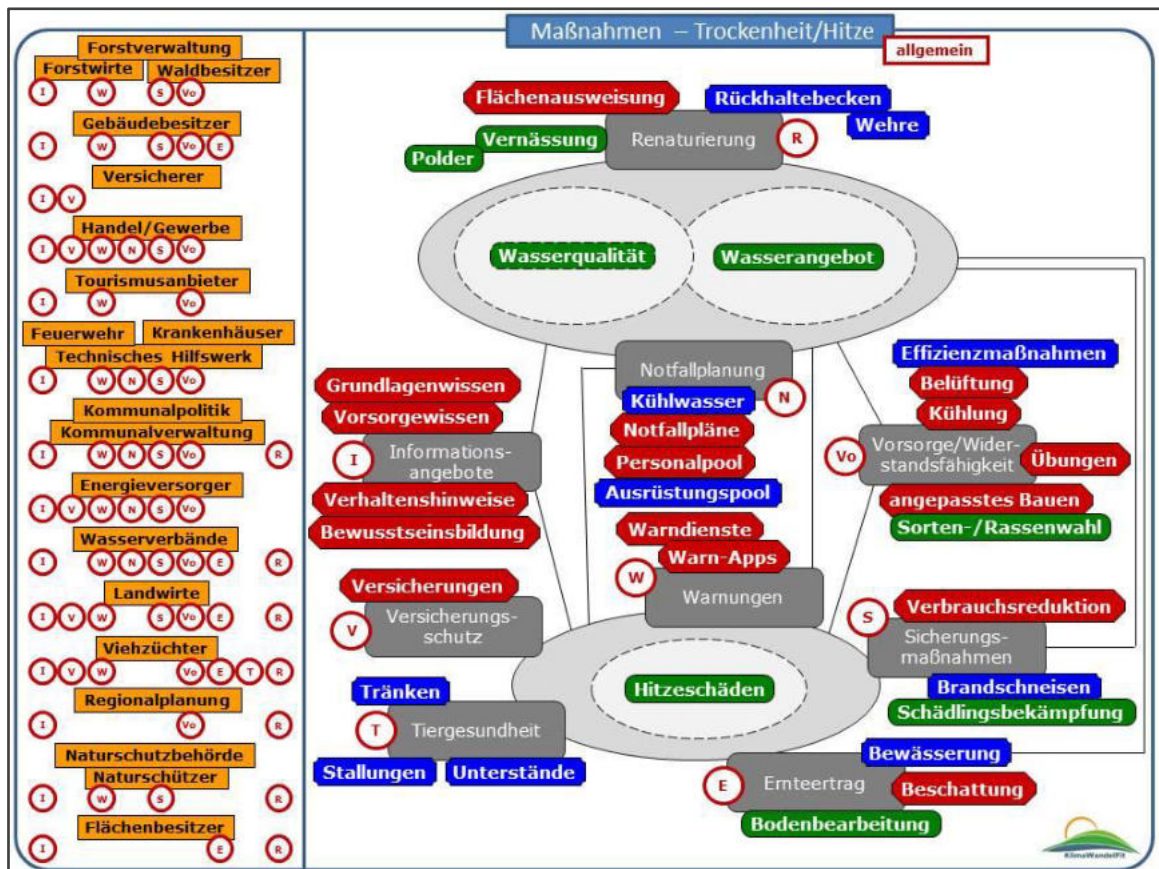 Maßnahmen – Trockenheit/Hitze
allgemein
Forstverwaltung
Forstwirte Waldbesitzer
I W S Vo
Gebäudebesitzer
I W S Vo E
Versicherer
I V
Handel/Gewerbe
I V W N S Vo
Tourismusanbieter
I W Vo
Feuerwehr Krankenhäuser
Technisches Hilfswerk
I W N S Vo
Kommunalpolitik
Kommunalverwaltung
I W N S Vo R
Energieversorger
I V W N S Vo
Wasserverbände
I W N S Vo E R
Landwirte
I V W S Vo E R
Viehzüchter
I V W Vo E T R
Regionalplanung
I Vo R
Naturschutzbehörde
Naturschützer
I W S R
Flächenbesitzer
I E R
Flächenausweisung
Rückhaltebecken
Wehre
Vernässung
Polder
Renaturierung
R
Wasserqualität
Wasserangebot
Notfallplanung
N
Kühlwasser
Notfallpläne
Personalpool
Ausrüstungspool
Grundlagenwissen
Vorsorgewissen
I
Informations-
angebote
Verhaltenshinweise
Bewusstseinsbildung
Effizienzmaßnahmen
Belüftung
Kühlung
Vo
Vorsorge/Wider-
standsfähigkeit
Übungen
angepasstes Bauen
Sorten-/Rassenwahl
Warndienste
Warn-Apps
W
Warnungen
Versicherungen
V
Versicherungs-
schutz
Verbrauchsreduktion
S
Sicherungs-
maßnahmen
Brandschneisen
Schädlingsbekämpfung
Hitzeschäden
Tränken
T
Tiergesundheit
Stallungen
Unterstände
Bewässerung
E
Ernteertrag
Beschattung
Bodenbearbeitung
KlimaWandelFit